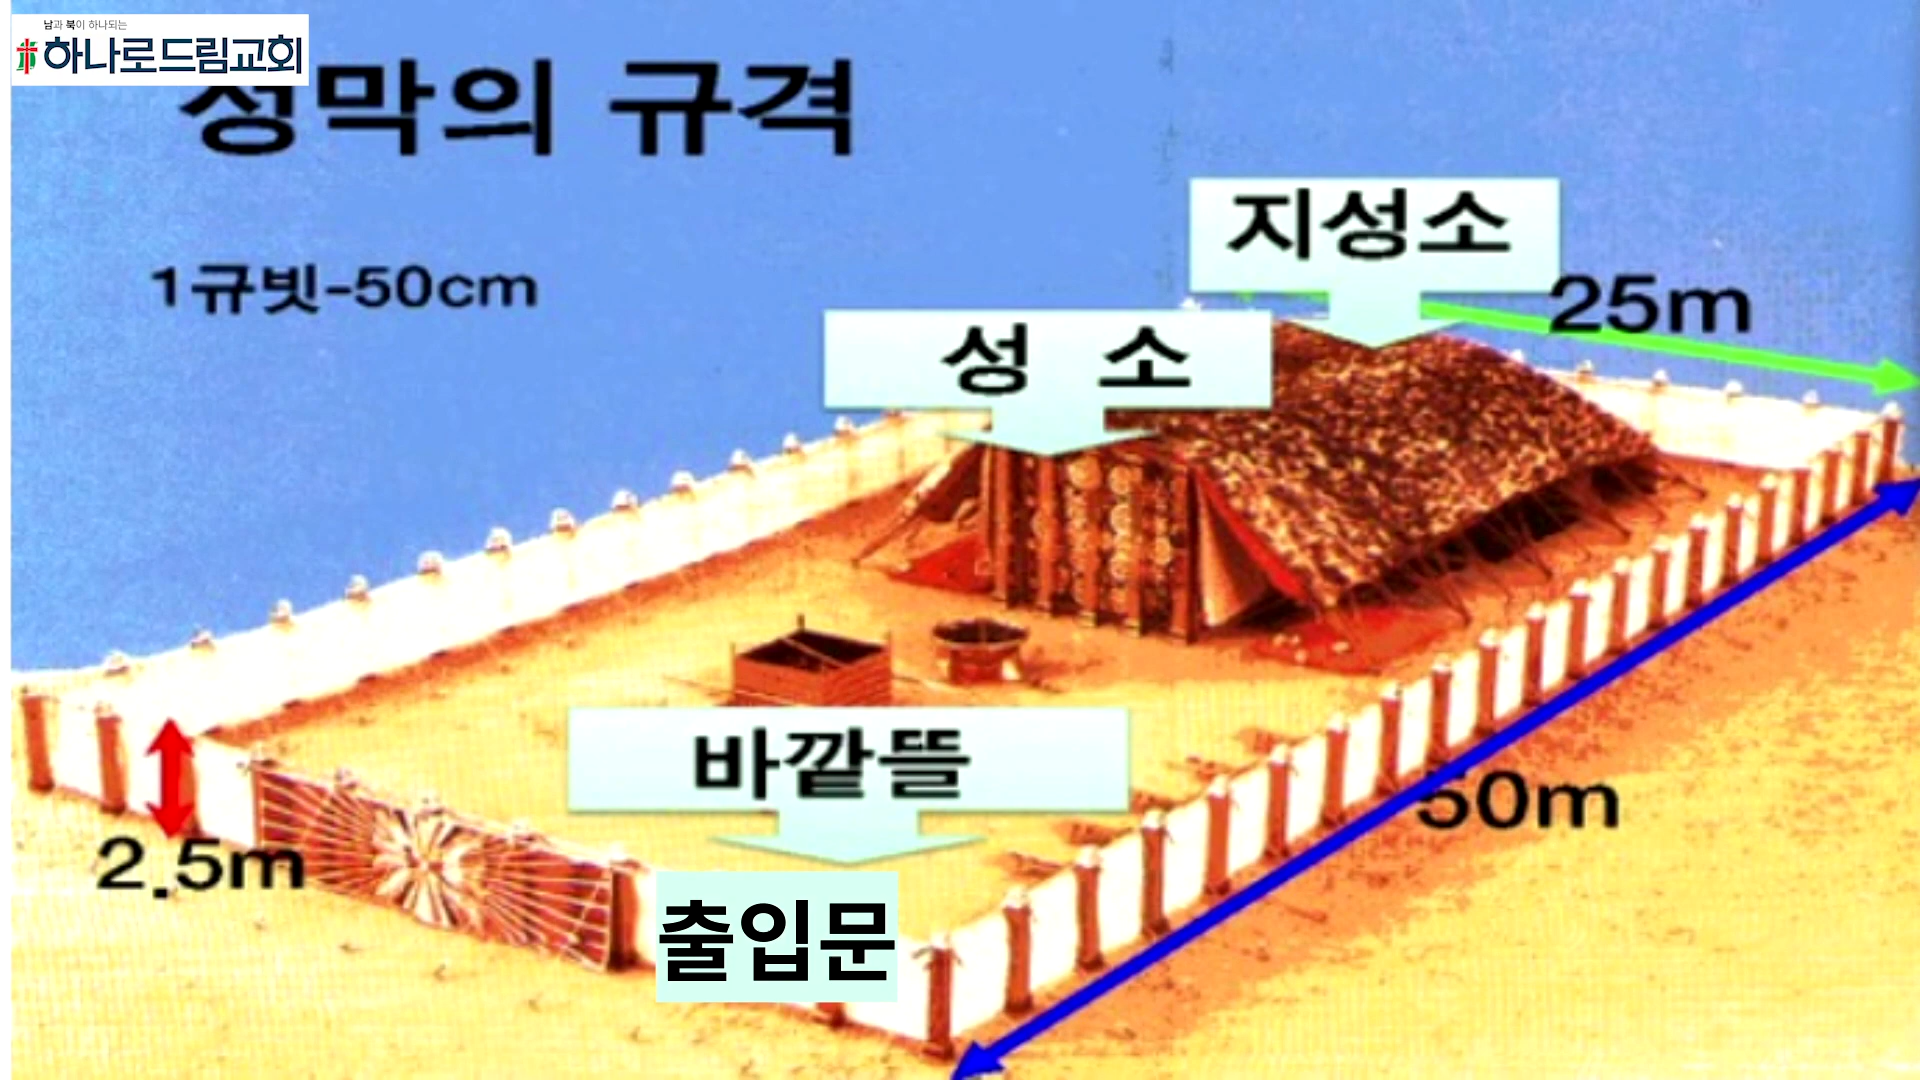 남과 북이 하나되는
하나로드림교회
성막의 규격
지성소
1규빗-50cm
25m
성 소
바깥뜰
50m
2.5m
출입문